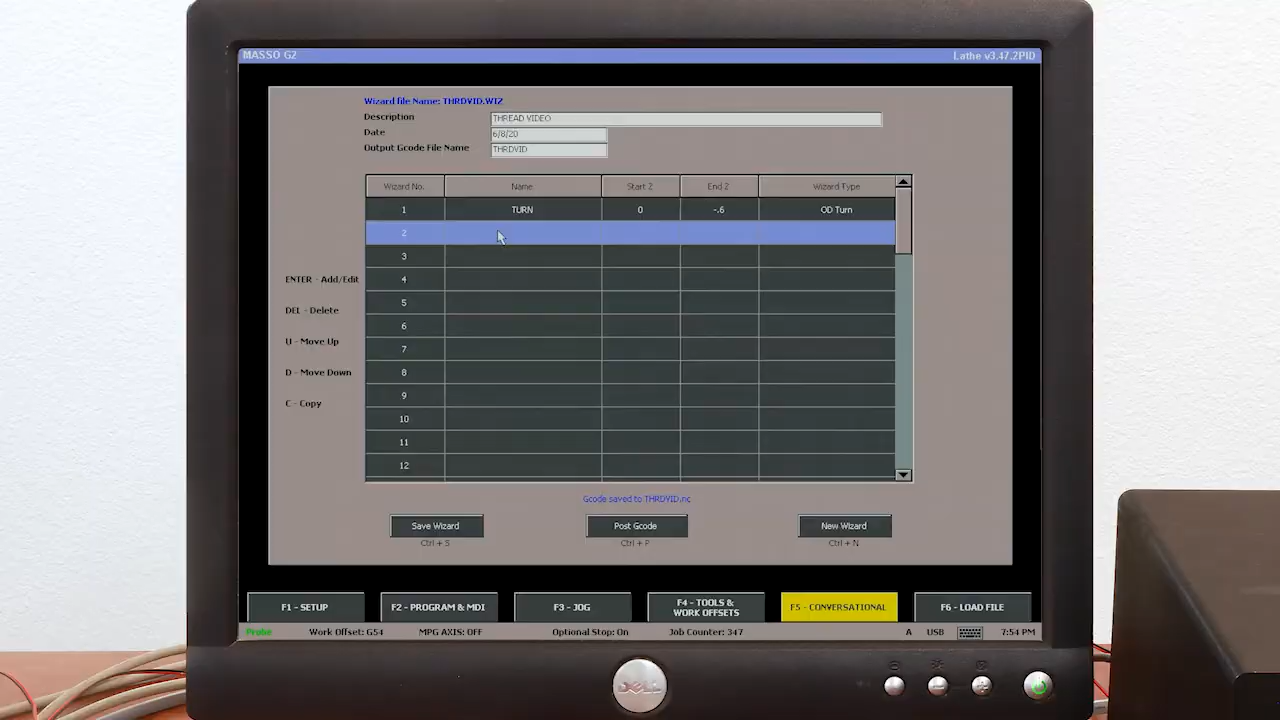 MASSO G2 Lathe v3.47.2PID
Wizard file Name: THRDVID.WIZ
Description THREAD VIDEO
Date 6/8/20
Output Gcode File Name THRDVID
Wizard No. Name Start Z End Z Wizard Type
1 TURN 0 -.6 OD Turn
2
3
ENTER - Add/Edit 4
5
DEL - Delete
6
U - Move Up
7
D - Move Down 8
9
C - Copy
10
11
12
Gcode saved to THRDVID.nc
Save Wizard Post Gcode New Wizard
Ctrl + S Ctrl + P Ctrl + N
F1 - SETUP F2 - PROGRAM & MDI F3 - JOG F4 - TOOLS & WORK OFFSETS F5 - CONVERSATIONAL F6 - LOAD FILE
Probe Work Offset: G54 MPG AXIS: OFF Optional Stop: On Job Counter: 347 A USB 7:54 PM
DELL